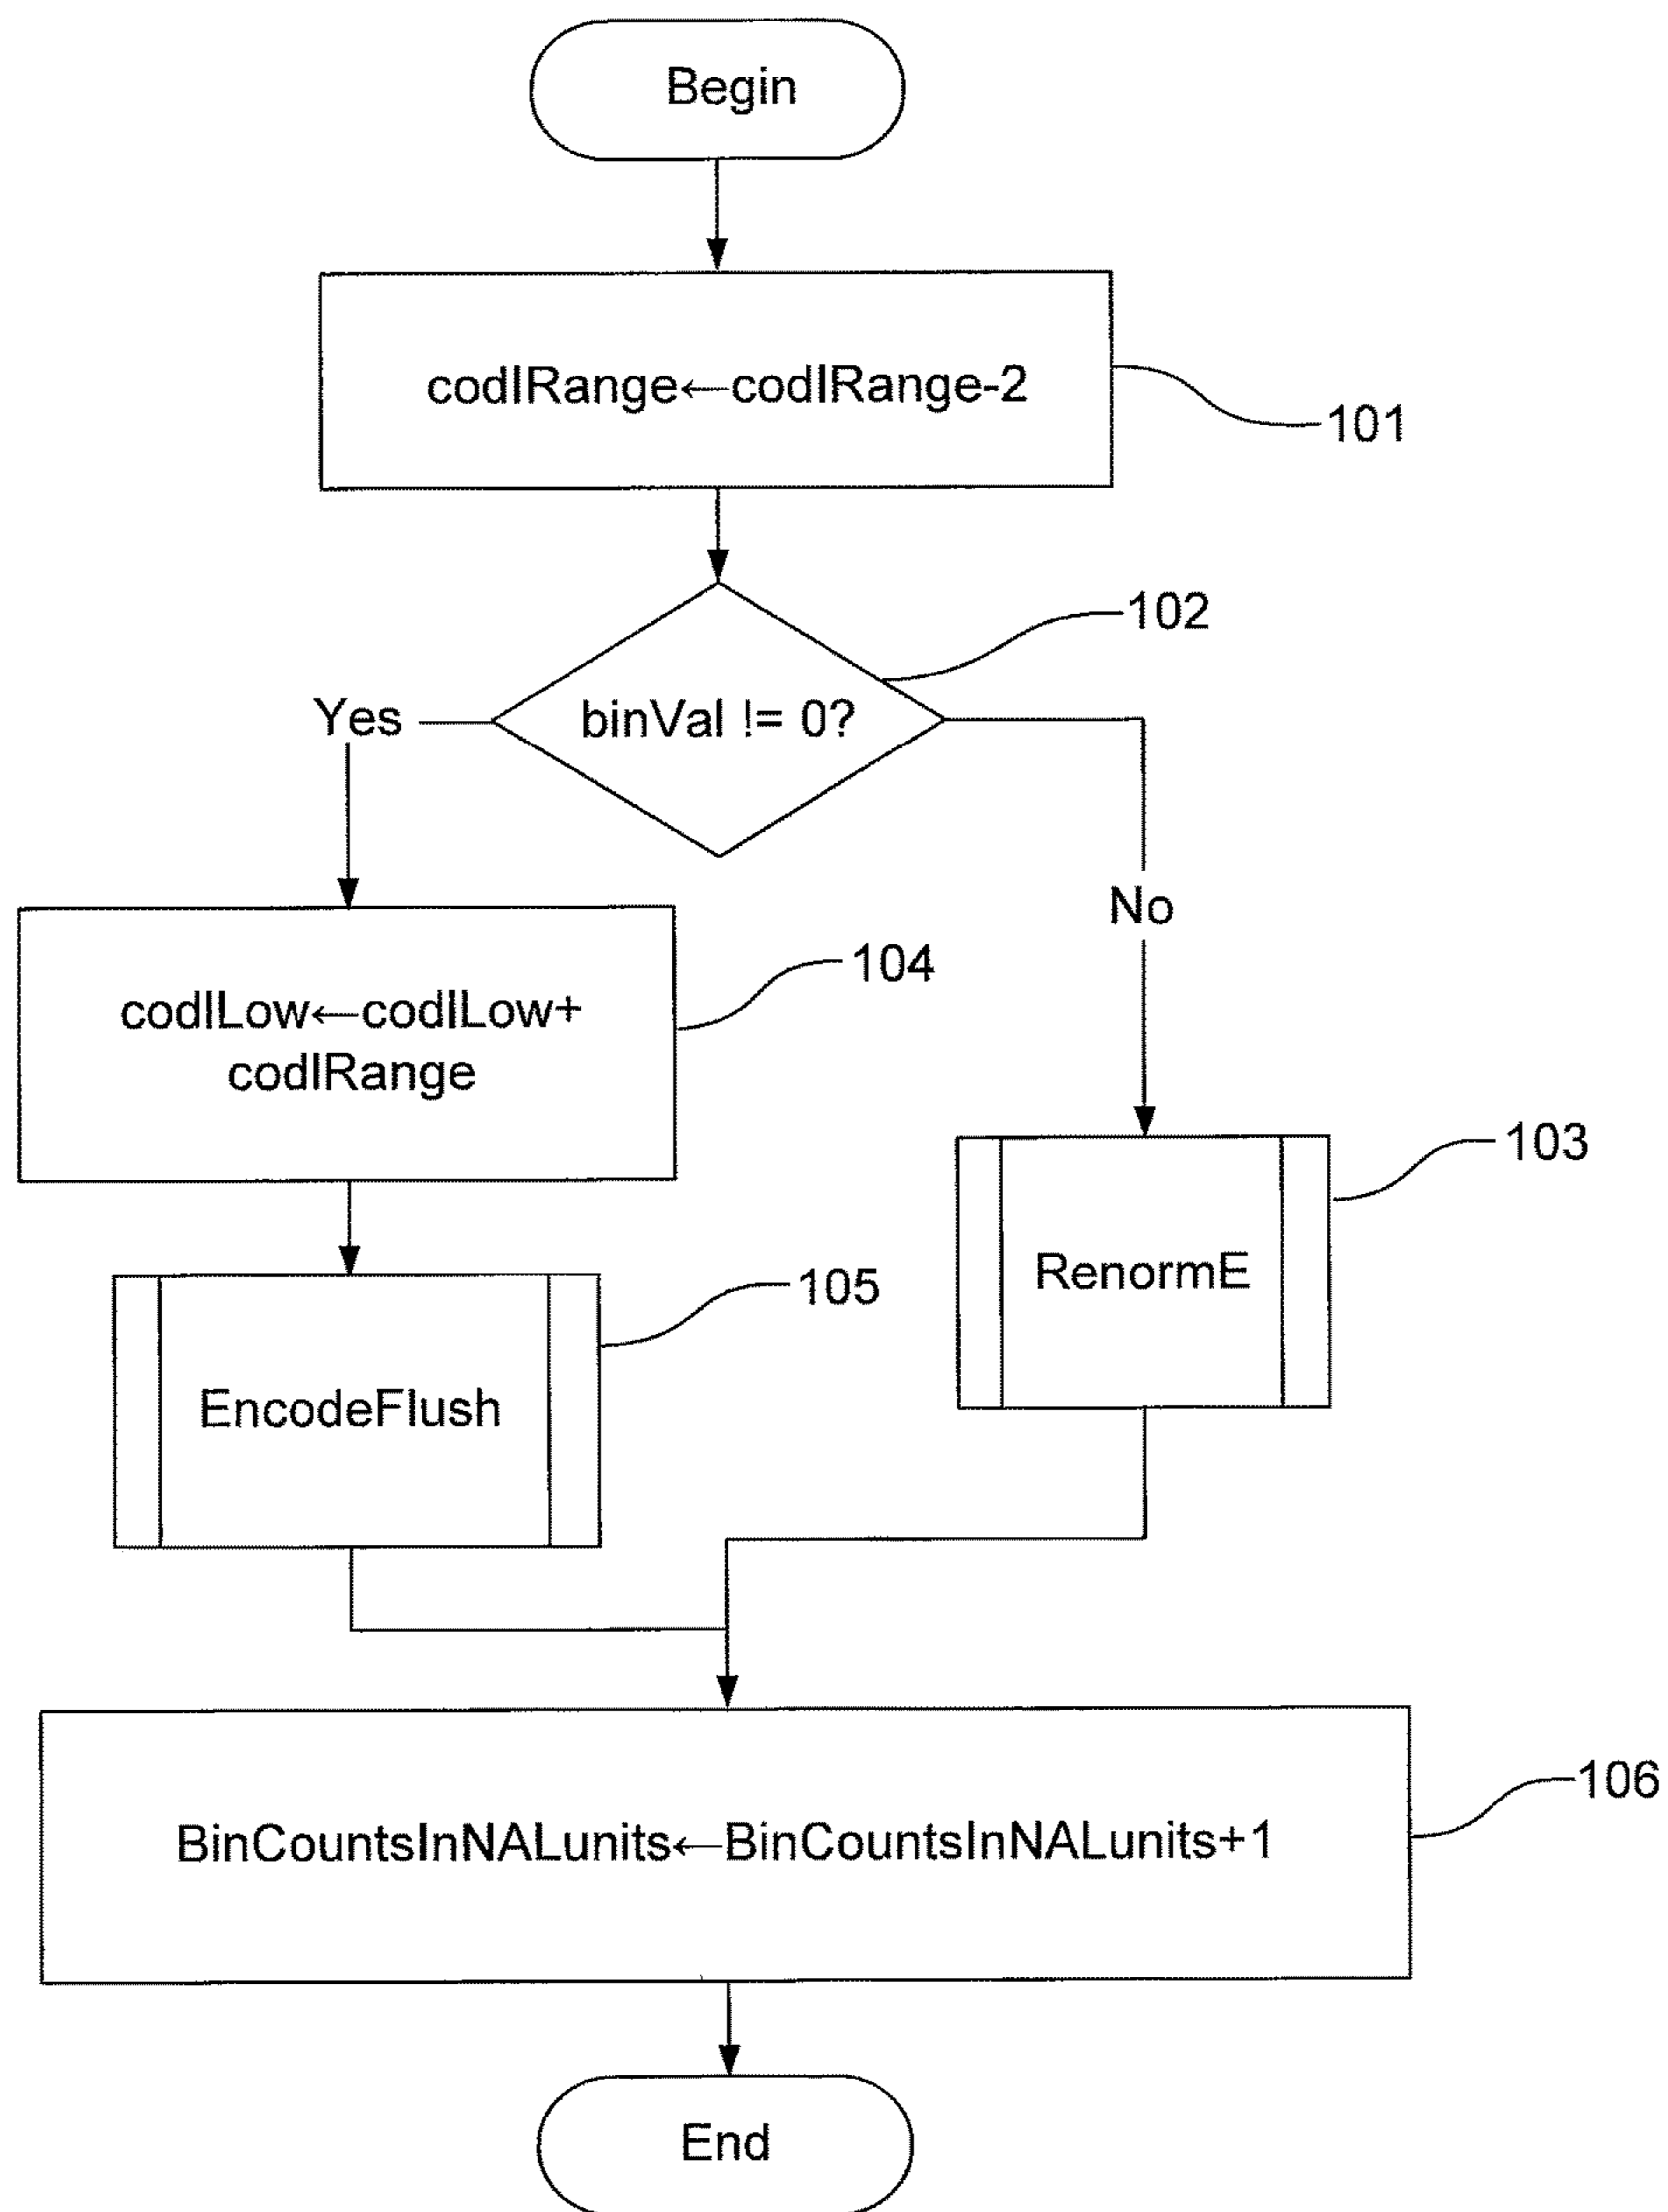 Begin
codIRange←codIRange-2
101
102
Yes
binVal != 0?
No
104
codILow←codILow+
codIRange
103
RenormE
105
EncodeFlush
106
BinCountsInNALunits←BinCountsInNALunits+1
End